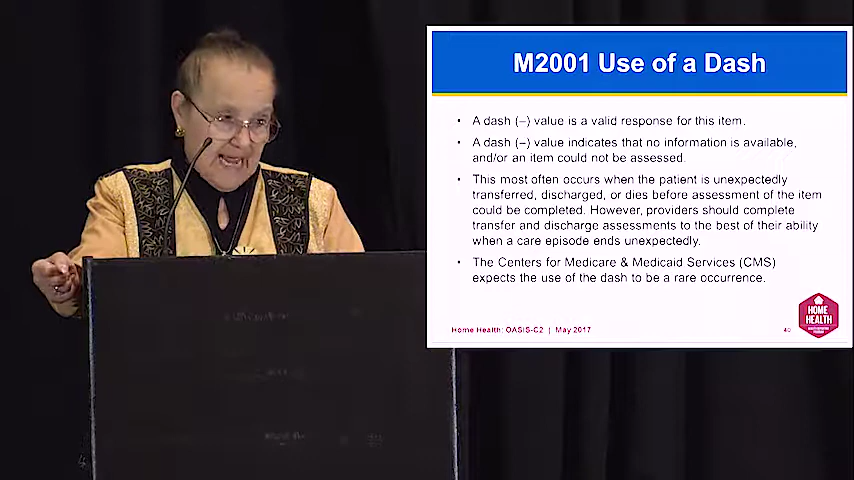 M2001 Use of a Dash
• A dash (–) value is a valid response for this item.
• A dash (–) value indicates that no information is available,
and/or an item could not be assessed.
• This most often occurs when the patient is unexpectedly
transferred, discharged, or dies before assessment of the item
could be completed. However, providers should complete
transfer and discharge assessments to the best of their ability
when a care episode ends unexpectedly.
• The Centers for Medicare & Medicaid Services (CMS)
expects the use of the dash to be a rare occurrence.
HOME
HEALTH
Home Health: OASIS-C2 | May 2017
40